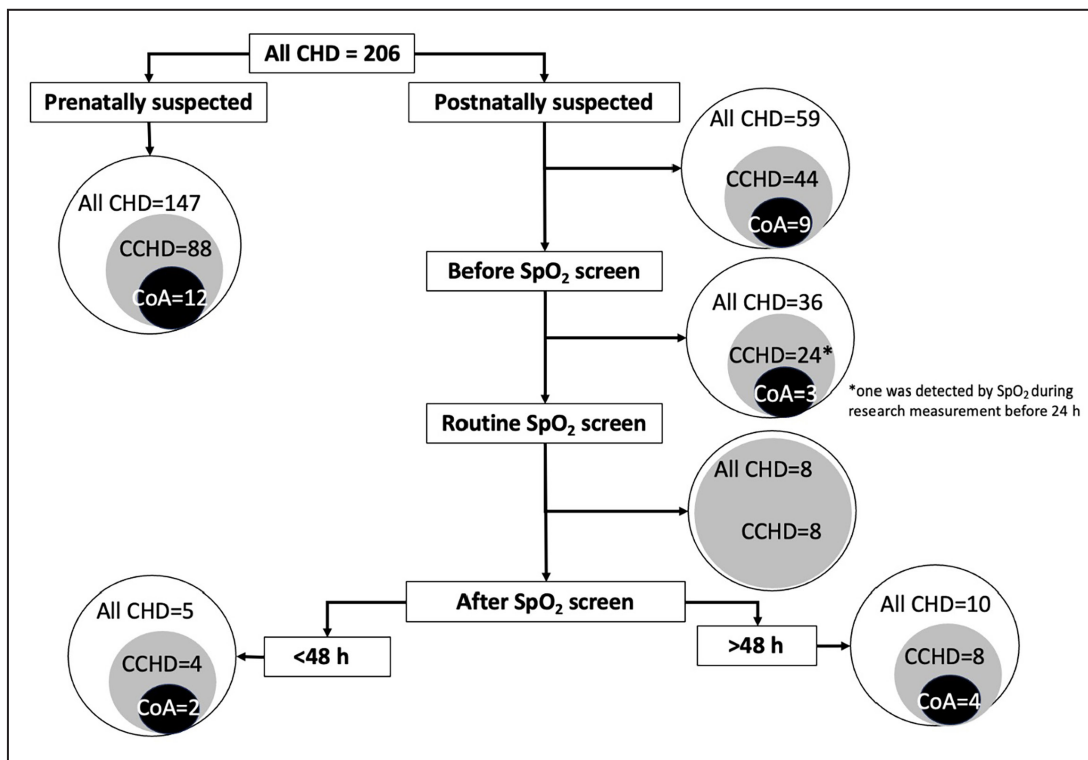 All CHD = 206
Prenatally suspected
Postnatally suspected
All CHD=59
CCHD=44
CoA=9
All CHD=147
CCHD=88
CoA=12
Before SpO₂ screen
All CHD=36
CCHD=24*
CoA=3
*one was detected by SpO₂ during
research measurement before 24 h
Routine SpO₂ screen
All CHD=8
CCHD=8
After SpO₂ screen
<48 h
>48 h
All CHD=5
CCHD=4
CoA=2
All CHD=10
CCHD=8
CoA=4